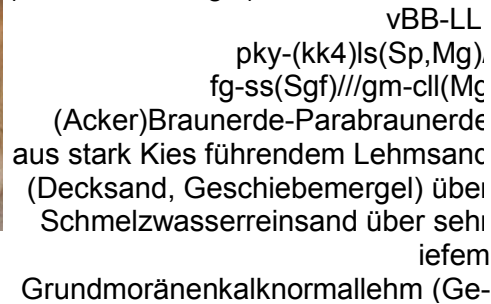 vBB-LL
pky-(kk4)ls(Sp,Mg)/
fg-ss(Sgf)///gm-cll(Mg
(Acker)Braunerde-Parabraunerde
aus stark Kies führendem Lehmsand
(Decksand, Geschiebemergel) über
Schmelzwasserreinsand über sehr
iefem
Grundmoränenkalknormallehm (Ge-